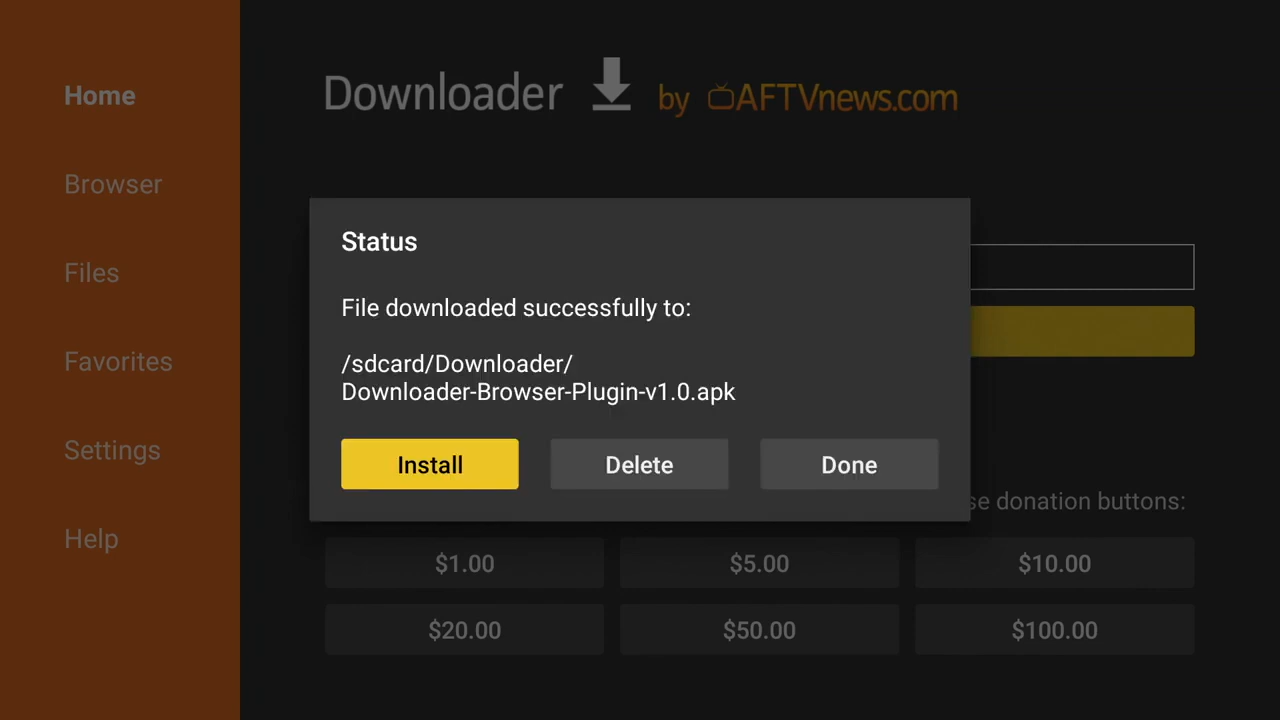 Home
Browser
Files
Favorites
Settings
Help
Downloader by AFTVnews.com
Status
File downloaded successfully to:
/sdcard/Downloader/
Downloader-Browser-Plugin-v1.0.apk
Install Delete Done
se donation buttons:
$1.00 $5.00 $10.00
$20.00 $50.00 $100.00